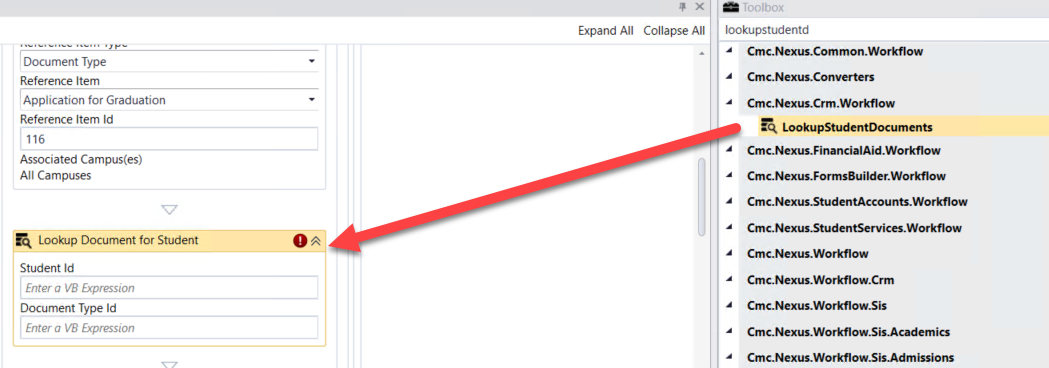 Expand All Collapse All
Reference Item Type
Document Type
Reference Item
Application for Graduation
Reference Item Id
116
Associated Campus(es)
All Campuses
Lookup Document for Student
Student Id
Enter a VB Expression
Document Type Id
Enter a VB Expression
Toolbox
lookupstudentd
Cmc.Nexus.Common.Workflow
Cmc.Nexus.Converters
Cmc.Nexus.Crm.Workflow
LookupStudentDocuments
Cmc.Nexus.FinancialAid.Workflow
Cmc.Nexus.FormsBuilder.Workflow
Cmc.Nexus.StudentAccounts.Workflow
Cmc.Nexus.StudentServices.Workflow
Cmc.Nexus.Workflow
Cmc.Nexus.Workflow.Crm
Cmc.Nexus.Workflow.Sis
Cmc.Nexus.Workflow.Sis.Academics
Cmc.Nexus.Workflow.Sis.Admissions